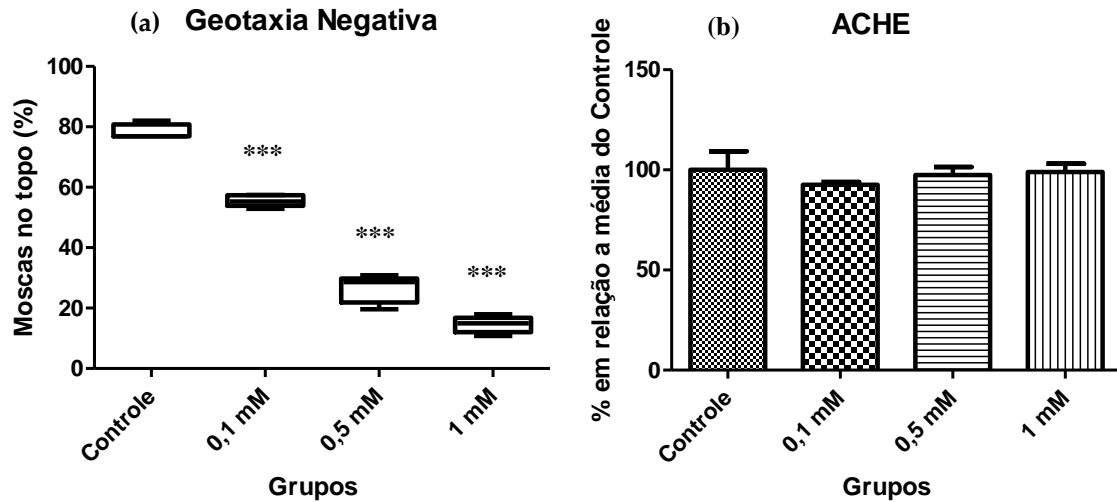 (a) Geotaxia Negativa
Moscas no topo (%)
100
80
60
40
20
0
***
***
***
Controle
0,1 mM
0,5 mM
1 mM
Grupos
(b) ACHE
% em relação a média do Controle
150
100
50
0
Controle
0,1 mM
0,5 mM
1 mM
Grupos